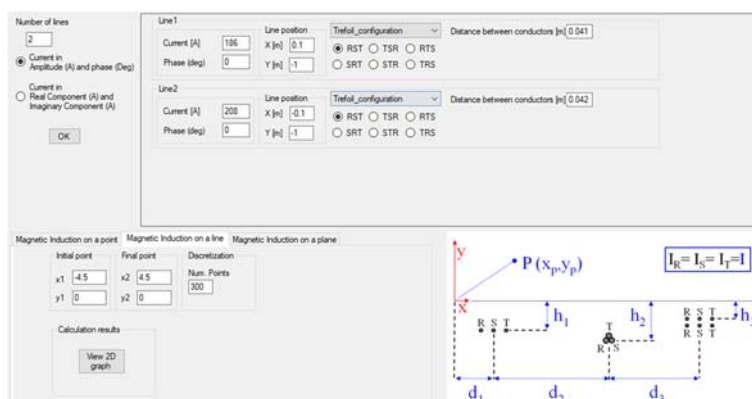 Number of lines
2
Current in
Amplitude (A) and phase (Deg)
Current in
Real Component (A) and
Imaginary Component (A)
OK
Line1
Current [A] 186
Phase (deg) 0
Line position
X [m] 0.1
Y [m] -1
Trefoil_configuration
RST TSR RTS
SRT STR TRS
Distance between conductors [m] 0.041
Line2
Current [A] 208
Phase (deg) 0
Line position
X [m] -0.1
Y [m] -1
Trefoil_configuration
RST TSR RTS
SRT STR TRS
Distance between conductors [m] 0.042
Magnetic Induction on a point Magnetic Induction on a line Magnetic Induction on a plane
Initial point
x1 -4.5
y1 0
Final point
x2 4.5
y2 0
Discretization
Num. Points
300
Calculation results
View 2D
graph
y
P (xp,yp)
IR= IS= IT=I
x
R S T
h1
h2
T
R S
R S T
R S T
h
d1
d2
d3